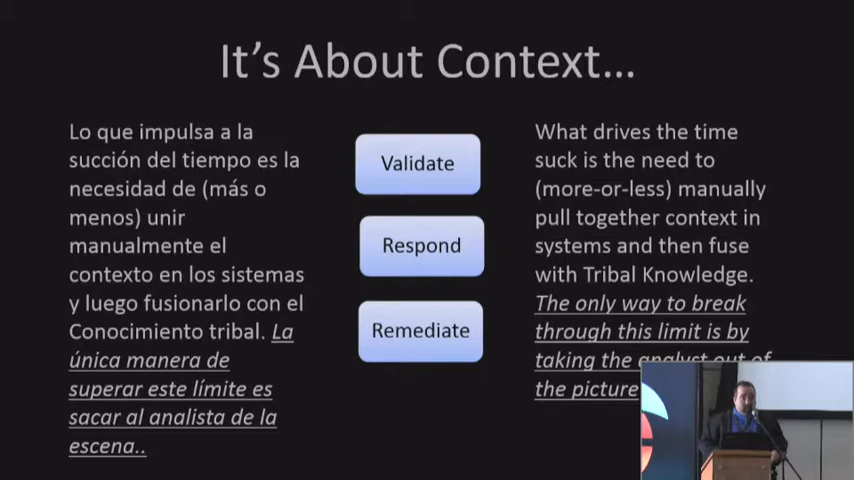 It's About Context...
Lo que impulsa a la
succión del tiempo es la
necesidad de (más o
menos) unir
manualmente el
contexto en los sistemas
y luego fusionarlo con el
Conocimiento tribal. La
única manera de
superar este límite es
sacar al analista de la
escena..
Validate
Respond
Remediate
What drives the time
suck is the need to
(more-or-less) manually
pull together context in
systems and then fuse
with Tribal Knowledge.
The only way to break
through this limit is by
taking the analyst out of
the picture